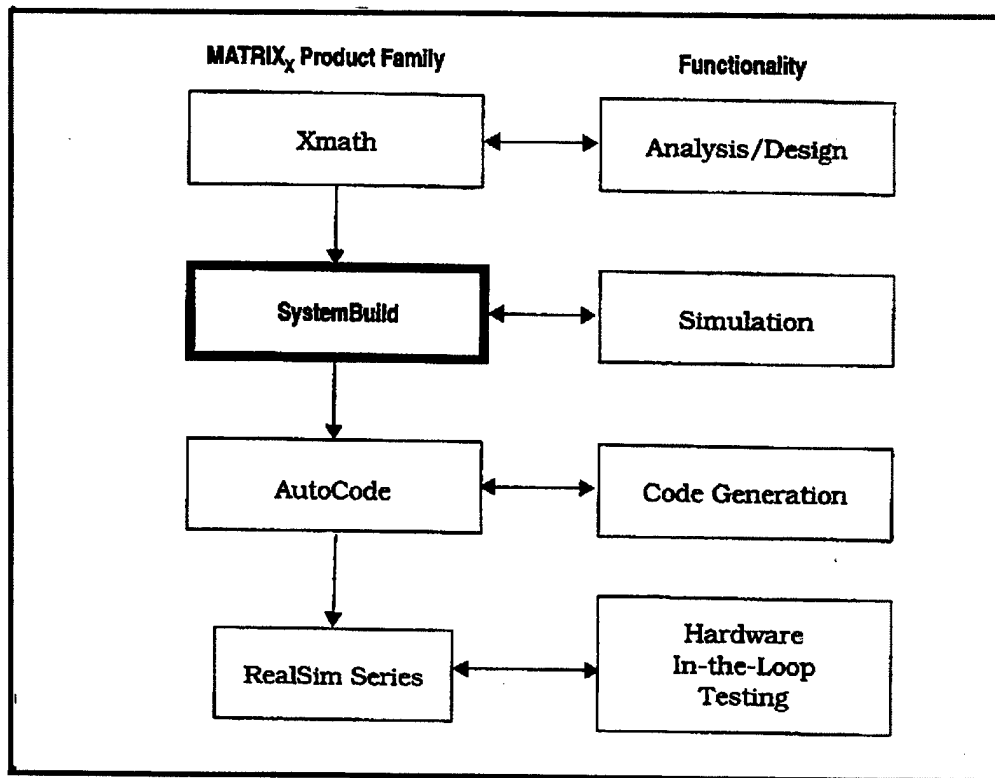 MATRIXX Product Family
Functionality
Xmath
Analysis/Design
SystemBuild
Simulation
AutoCode
Code Generation
RealSim Series
Hardware
In-the-Loop
Testing